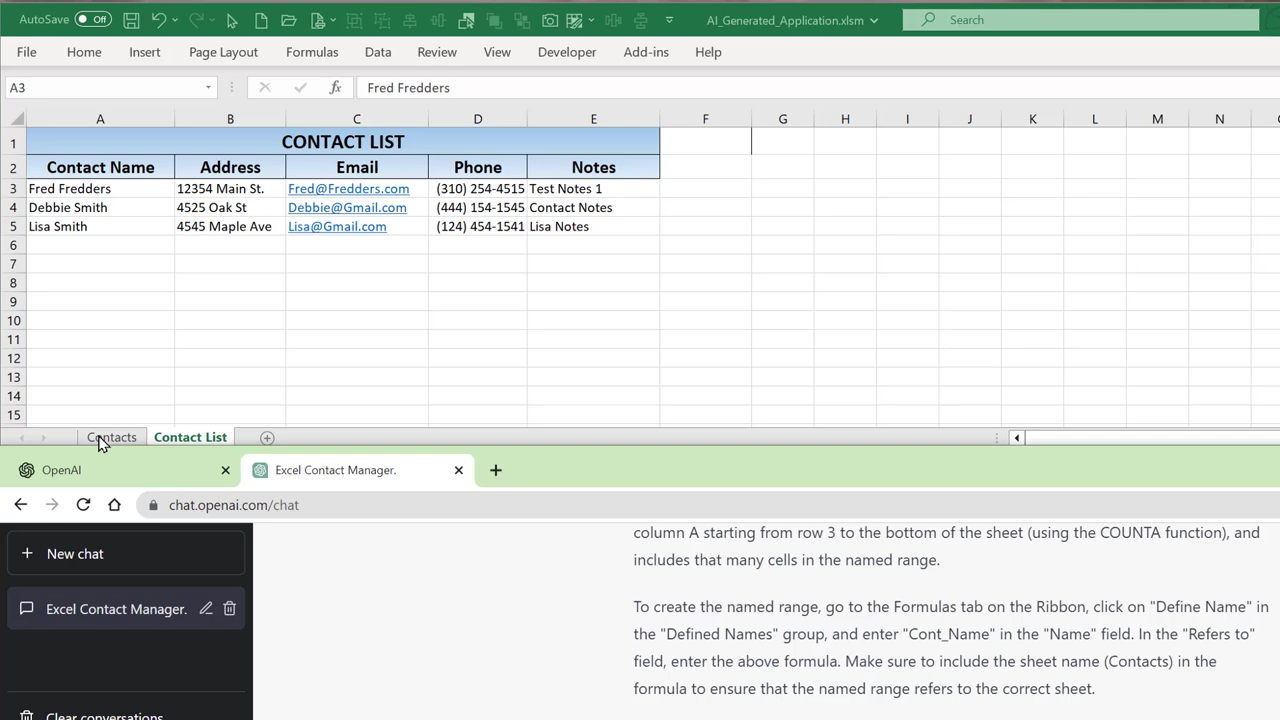 AutoSave Off AI_Generated_Application.xlsm Search
File Home Insert Page Layout Formulas Data Review View Developer Add-ins Help
A3 fx Fred Fredders
A B C D E F G H I J K L M N
1 CONTACT LIST
2 Contact Name Address Email Phone Notes
3 Fred Fredders 12354 Main St. Fred@Fredders.com (310) 254-4515 Test Notes 1
4 Debbie Smith 4525 Oak St Debbie@Gmail.com (444) 154-1545 Contact Notes
5 Lisa Smith 4545 Maple Ave Lisa@Gmail.com (124) 454-1541 Lisa Notes
6
7
8
9
10
11
12
13
14
15
Contacts Contact List
OpenAI Excel Contact Manager.
chat.openai.com/chat
New chat
Excel Contact Manager.
Clear conversations
column A starting from row 3 to the bottom of the sheet (using the COUNTA function), and
includes that many cells in the named range.
To create the named range, go to the Formulas tab on the Ribbon, click on "Define Name" in
the "Defined Names" group, and enter "Cont_Name" in the "Name" field. In the "Refers to"
field, enter the above formula. Make sure to include the sheet name (Contacts) in the
formula to ensure that the named range refers to the correct sheet.